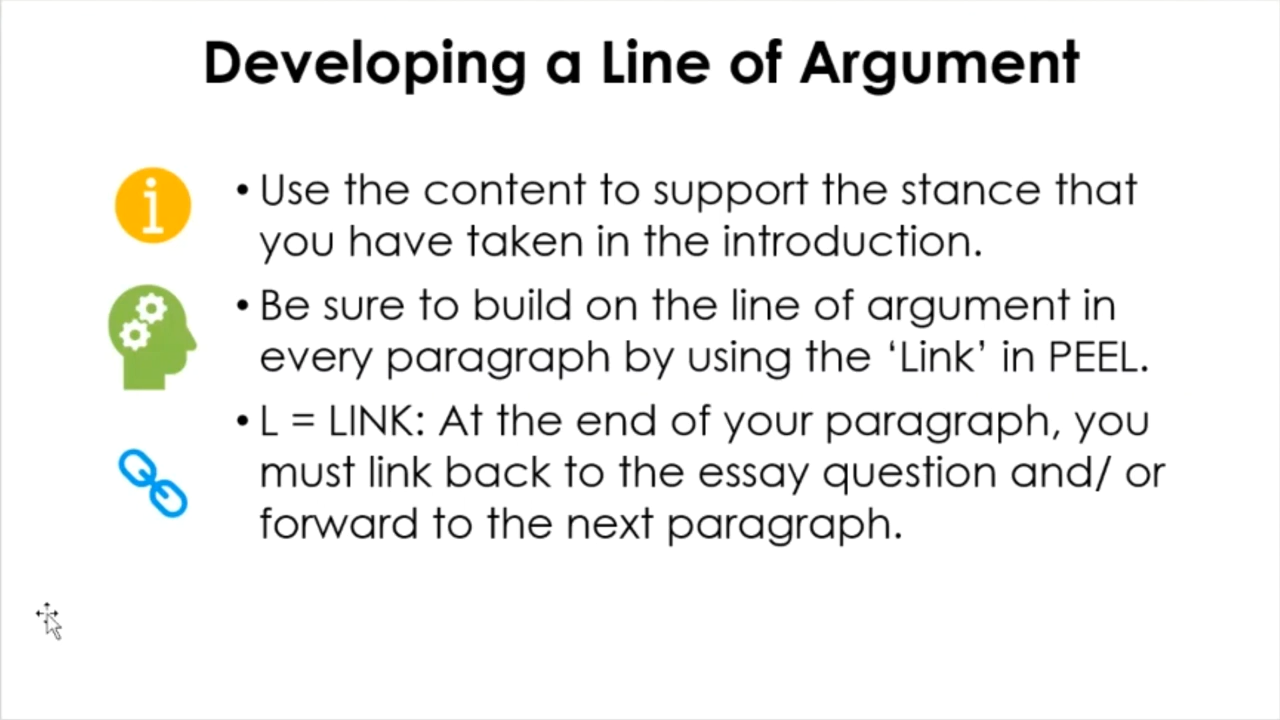 Developing a Line of Argument
• Use the content to support the stance that
you have taken in the introduction.
• Be sure to build on the line of argument in
every paragraph by using the ‘Link’ in PEEL.
• L = LINK: At the end of your paragraph, you
must link back to the essay question and/ or
forward to the next paragraph.